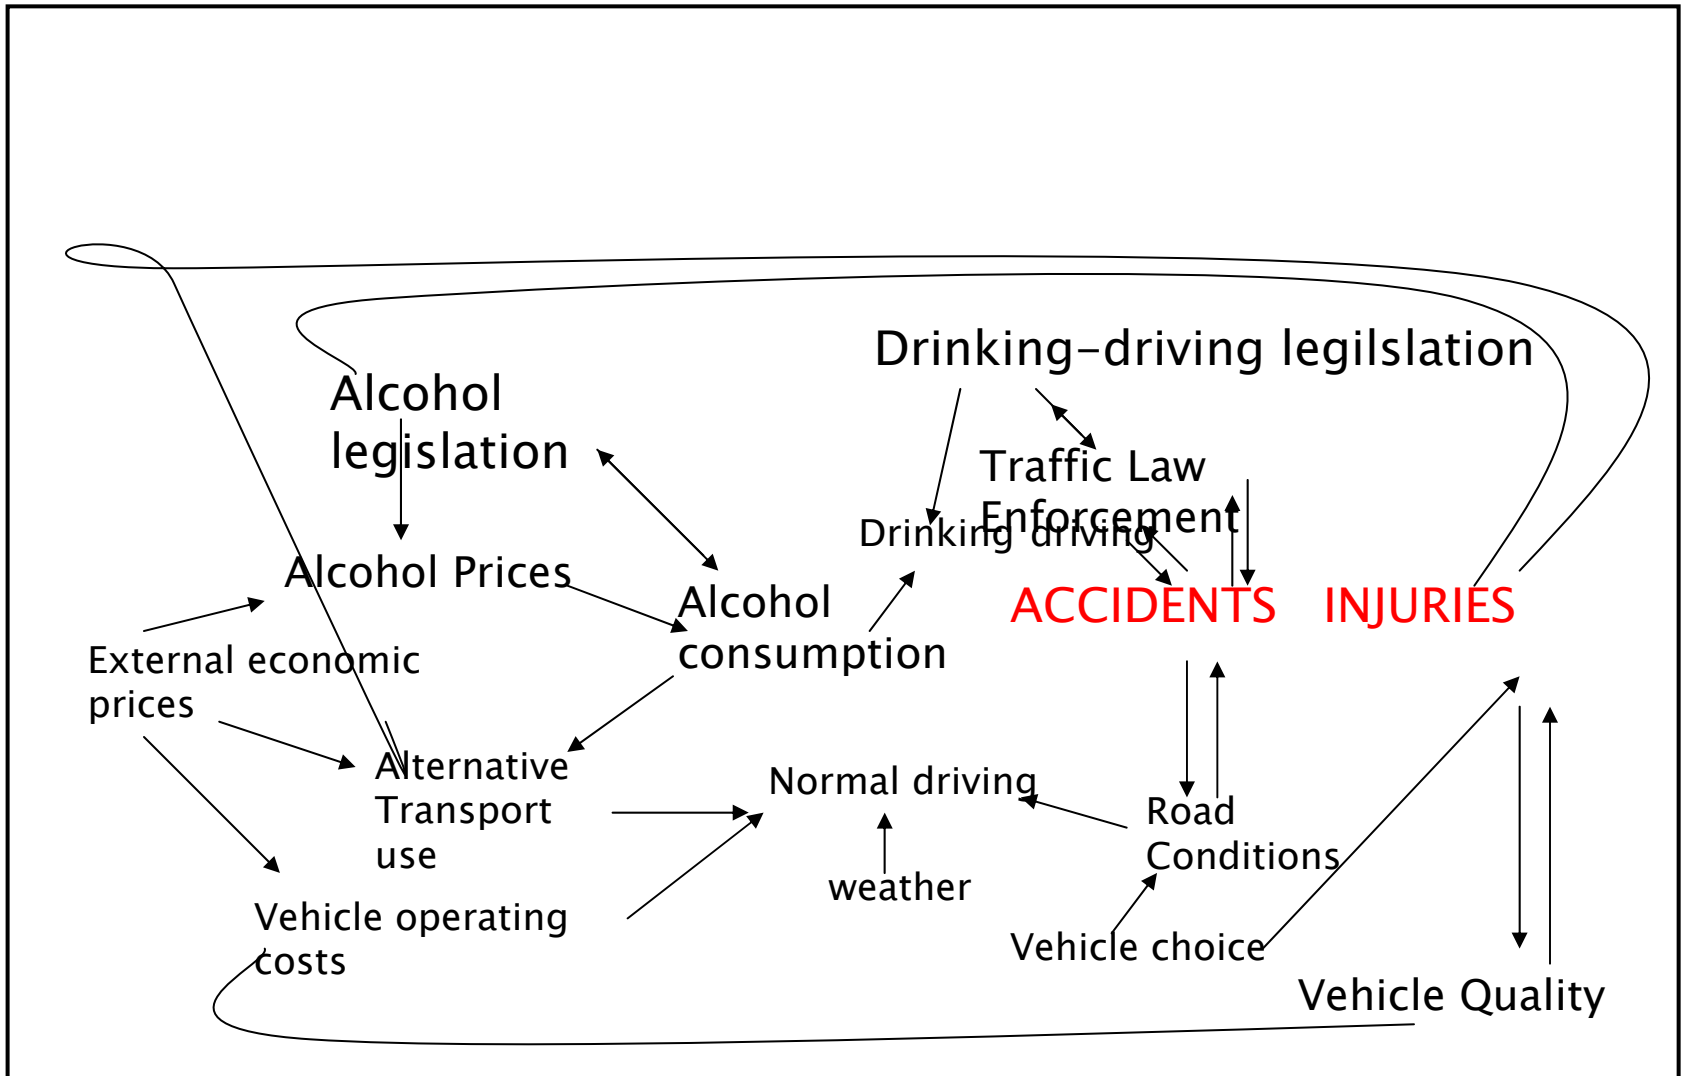 Drinking–driving legilslation
Alcohol
legislation
Traffic Law
Enforcement
Drinking driving
Alcohol Prices
Alcohol
consumption
ACCIDENTS
INJURIES
External economic
prices
Alternative
Transport
use
Normal driving
Road
Conditions
weather
Vehicle operating
costs
Vehicle choice
Vehicle Quality